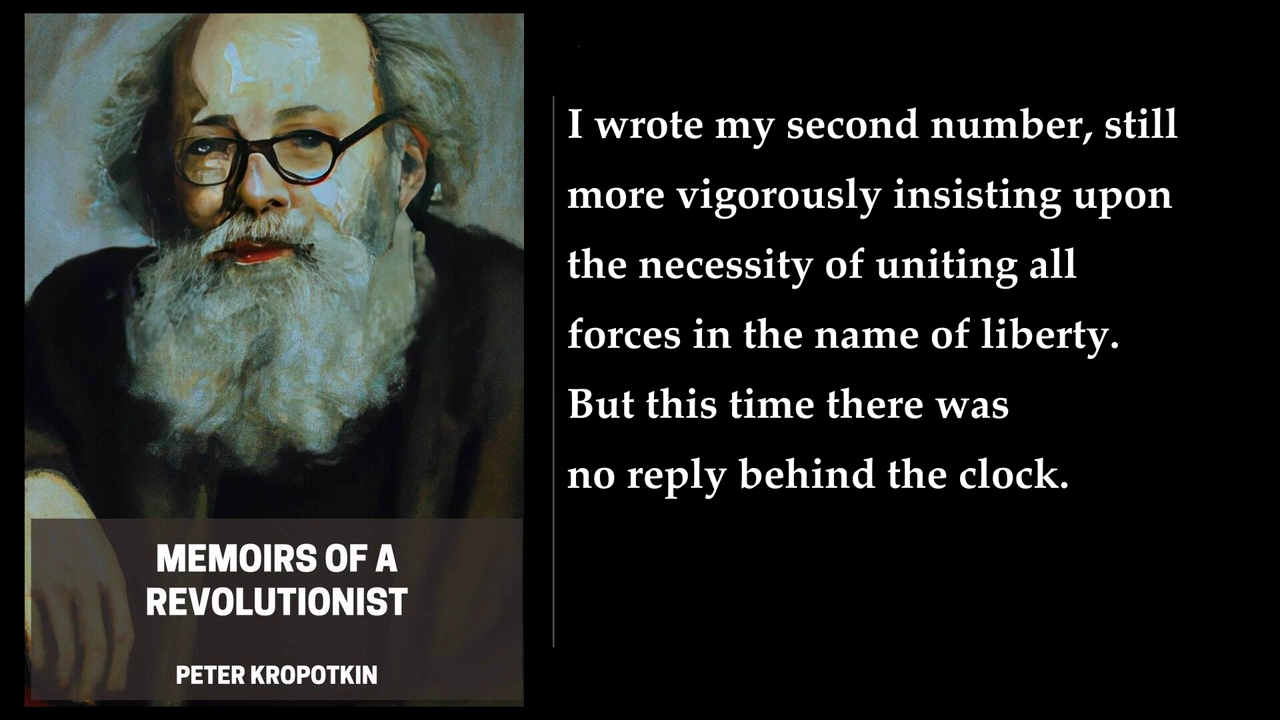 MEMOIRS OF A
REVOLUTIONIST
PETER KROPOTKIN
I wrote my second number, still
more vigorously insisting upon
the necessity of uniting all
forces in the name of liberty.
But this time there was
no reply behind the clock.